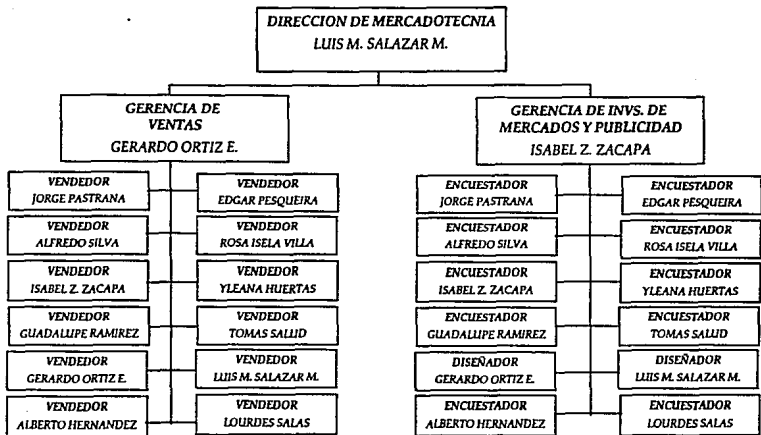 DIRECCION DE MERCADOTECNIA
LUIS M. SALAZAR M.
GERENCIA DE
VENTAS
GERARDO ORTIZ E.
GERENCIA DE INVS. DE
MERCADOS Y PUBLICIDAD
ISABEL Z. ZACAPA
VENDEDOR
JORGE PASTRANA
VENDEDOR
EDGAR PESQUEIRA
VENDEDOR
ALFREDO SILVA
VENDEDOR
ROSA ISELA VILLA
VENDEDOR
ISABEL Z. ZACAPA
VENDEDOR
YLEANA HUERTAS
VENDEDOR
GUADALUPE RAMIREZ
VENDEDOR
TOMAS SALUD
VENDEDOR
GERARDO ORTIZ E.
VENDEDOR
LUIS M. SALAZAR M.
VENDEDOR
ALBERTO HERNANDEZ
VENDEDOR
LOURDES SALAS
ENCUESTADOR
JORGE PASTRANA
ENCUESTADOR
EDGAR PESQUEIRA
ENCUESTADOR
ALFREDO SILVA
ENCUESTADOR
ROSA ISELA VILLA
ENCUESTADOR
ISABEL Z. ZACAPA
ENCUESTADOR
YLEANA HUERTAS
ENCUESTADOR
GUADALUPE RAMIREZ
ENCUESTADOR
TOMAS SALUD
DISEÑADOR
GERARDO ORTIZ E.
DISEÑADOR
LUIS M. SALAZAR M.
ENCUESTADOR
ALBERTO HERNANDEZ
ENCUESTADOR
LOURDES SALAS